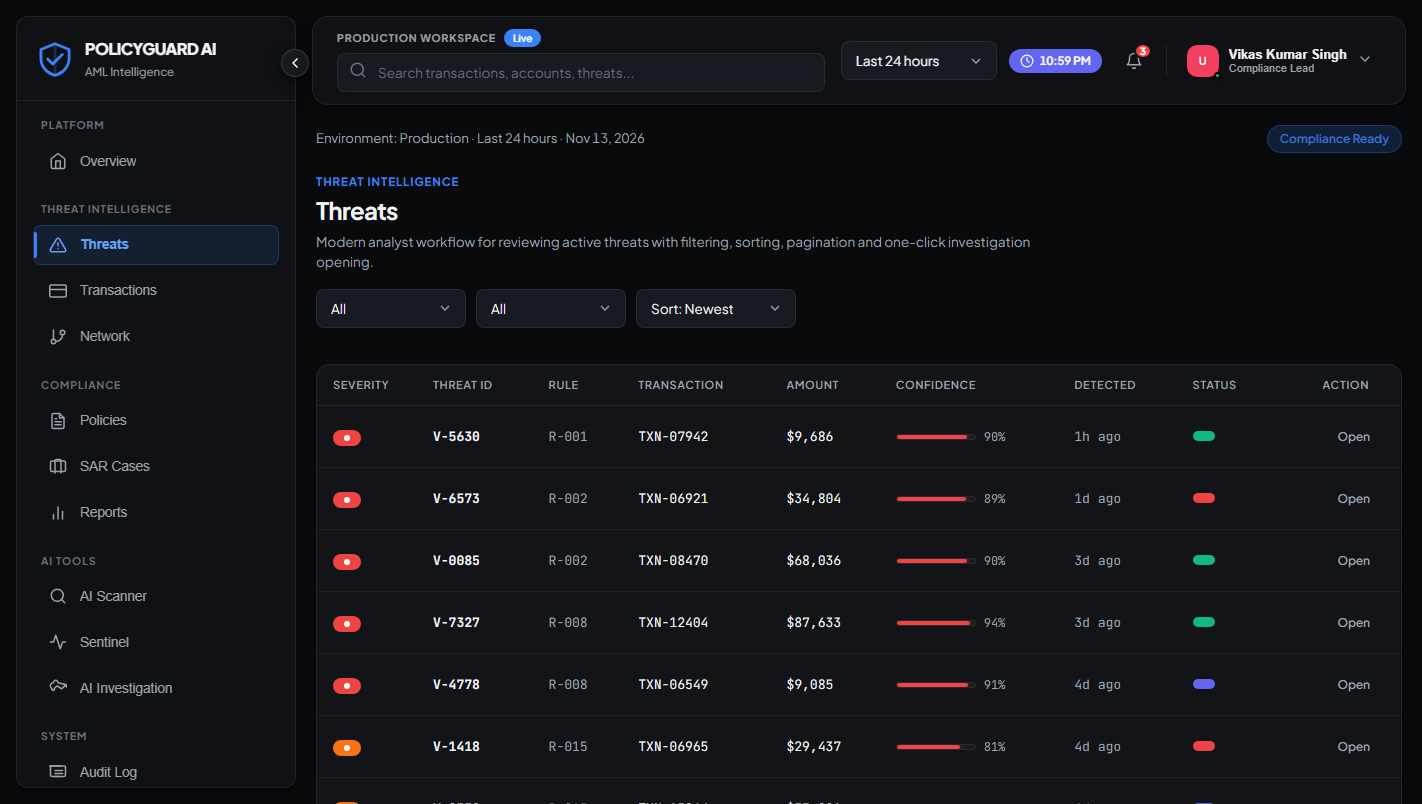 POLICYGUARD AI
AML Intelligence
PLATFORM
Overview
THREAT INTELLIGENCE
Threats
Transactions
Network
COMPLIANCE
Policies
SAR Cases
Reports
AI TOOLS
AI Scanner
Sentinel
AI Investigation
SYSTEM
Audit Log
PRODUCTION WORKSPACE Live
Search transactions, accounts, threats...
Last 24 hours
10:59 PM
3
U
Vikas Kumar Singh
Compliance Lead
Environment: Production · Last 24 hours · Nov 13, 2026
Compliance Ready
THREAT INTELLIGENCE
Threats
Modern analyst workflow for reviewing active threats with filtering, sorting, pagination and one-click investigation
opening.
All All Sort: Newest
SEVERITY THREAT ID RULE TRANSACTION AMOUNT CONFIDENCE DETECTED STATUS ACTION
V-5630 R-001 TXN-07942 $9,686 90% 1h ago Open
V-6573 R-002 TXN-06921 $34,804 89% 1d ago Open
V-0085 R-002 TXN-08470 $68,036 90% 3d ago Open
V-7327 R-008 TXN-12404 $87,633 94% 3d ago Open
V-4778 R-008 TXN-06549 $9,085 91% 4d ago Open
V-1418 R-015 TXN-06965 $29,437 81% 4d ago Open